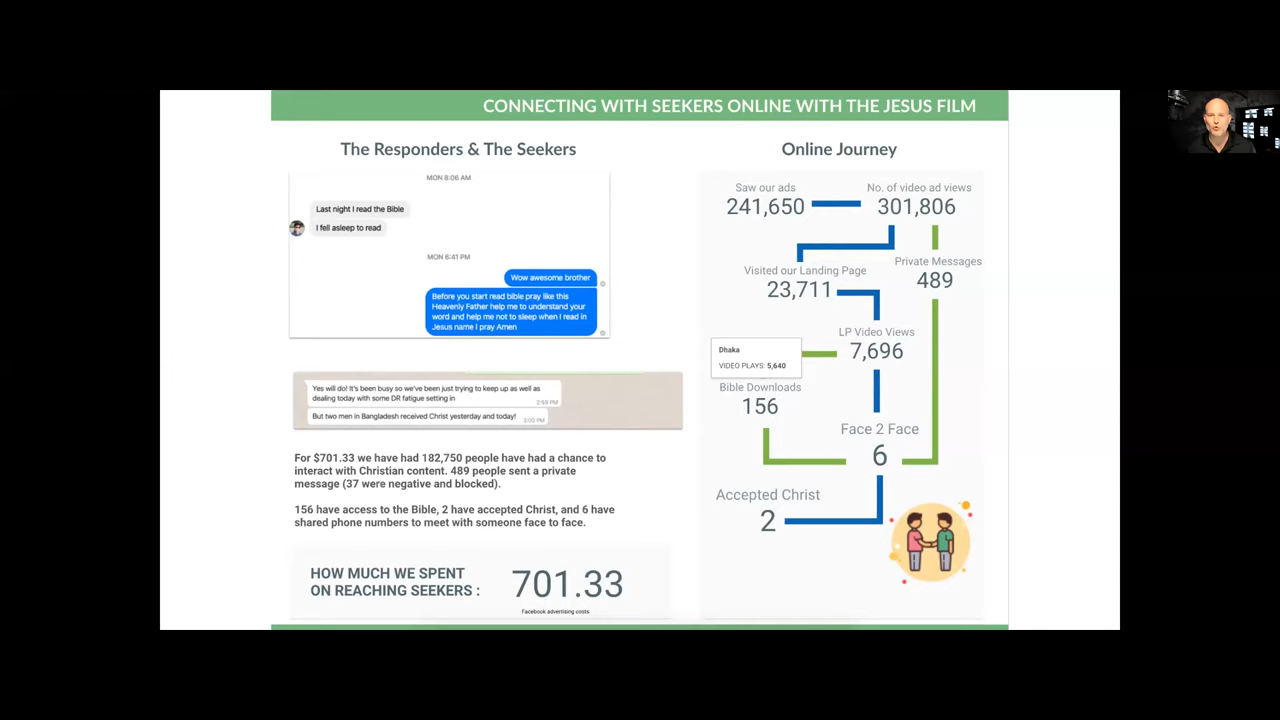 CONNECTING WITH SEEKERS ONLINE WITH THE JESUS FILM
The Responders & The Seekers
MON 8:06 AM
Last night I read the Bible
I fell asleep to read
MON 6:41 PM
Wow awesome brother
Before you start read bible pray like this
Heavenly Father help me to understand your
word and help me not to sleep when I read in
Jesus name I pray Amen
Yes will do! It's been busy so we've been just trying to keep up as well as
dealing today with some DR fatigue setting in
2:59 PM
But two men in Bangladesh received Christ yesterday and today!
3:00 PM
For $701.33 we have had 182,750 people have had a chance to
interact with Christian content. 489 people sent a private
message (37 were negative and blocked).
156 have access to the Bible, 2 have accepted Christ, and 6 have
shared phone numbers to meet with someone face to face.
HOW MUCH WE SPENT
ON REACHING SEEKERS :
701.33
Facebook advertising costs
Online Journey
Saw our ads
241,650
No. of video ad views
301,806
Private Messages
489
Visited our Landing Page
23,711
LP Video Views
7,696
Dhaka
VIDEO PLAYS: 5,640
Bible Downloads
156
Face 2 Face
6
Accepted Christ
2